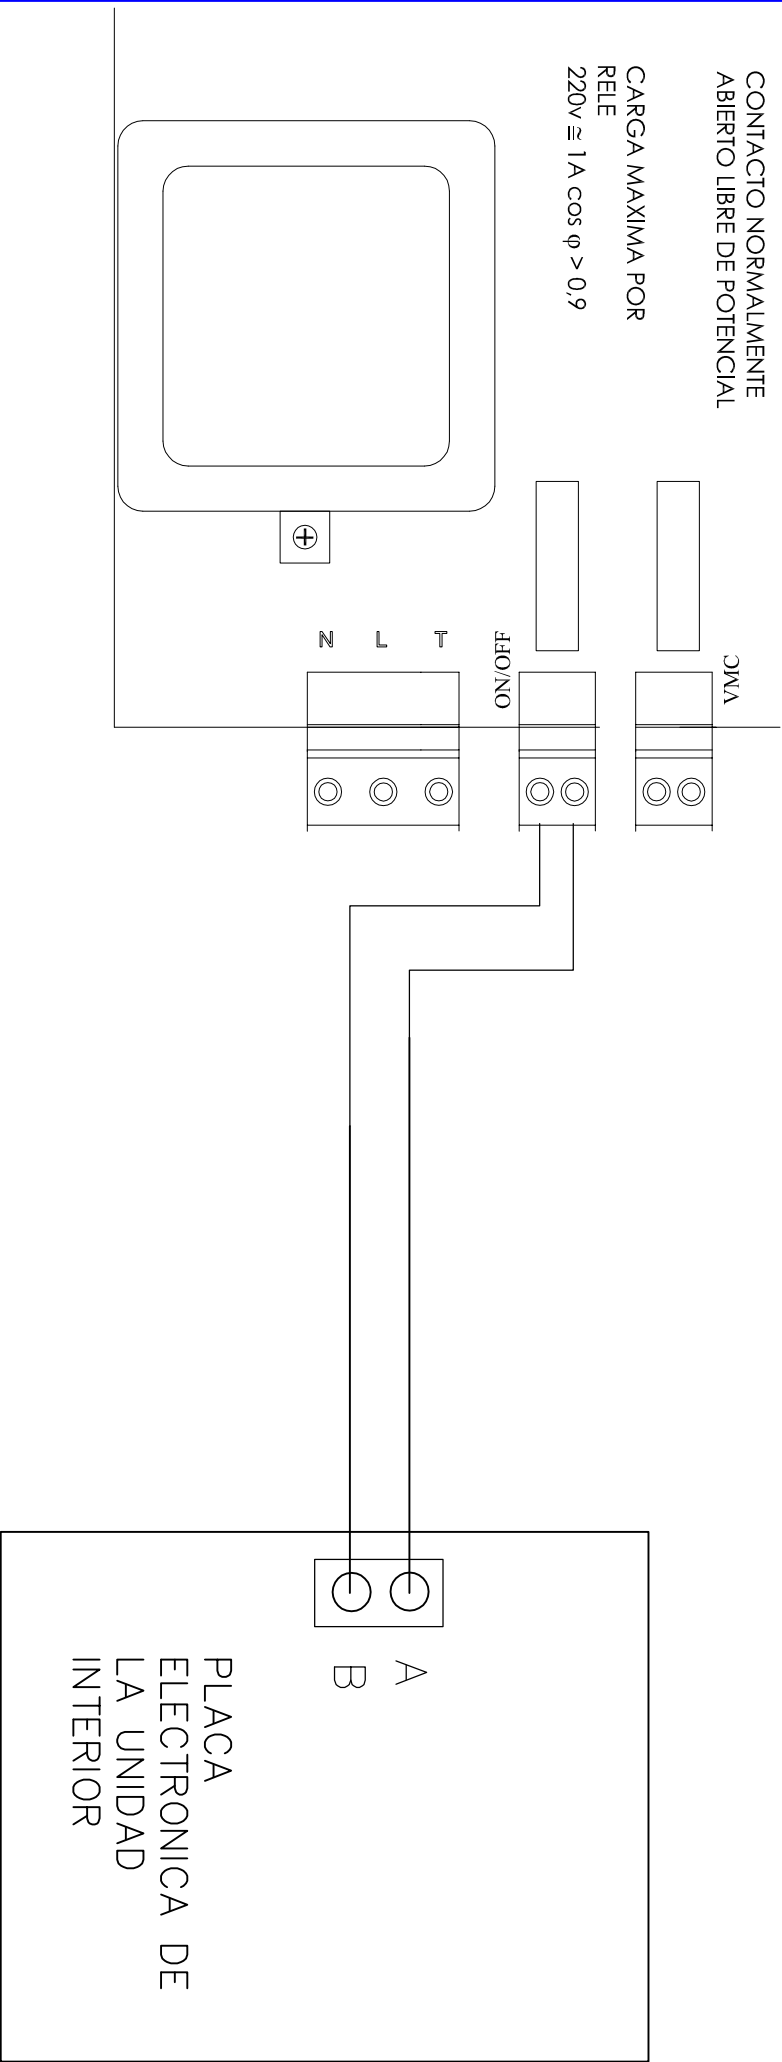 CONTACTO NORMALMENTE
ABIERTO LIBRE DE POTENCIAL
CARGA MAXIMA POR
RELE
220v ≅ 1A cos φ > 0,9
VMC
ON/OFF
T
L
N
A
B
PLACA
ELECTRONICA DE
LA UNIDAD
INTERIOR